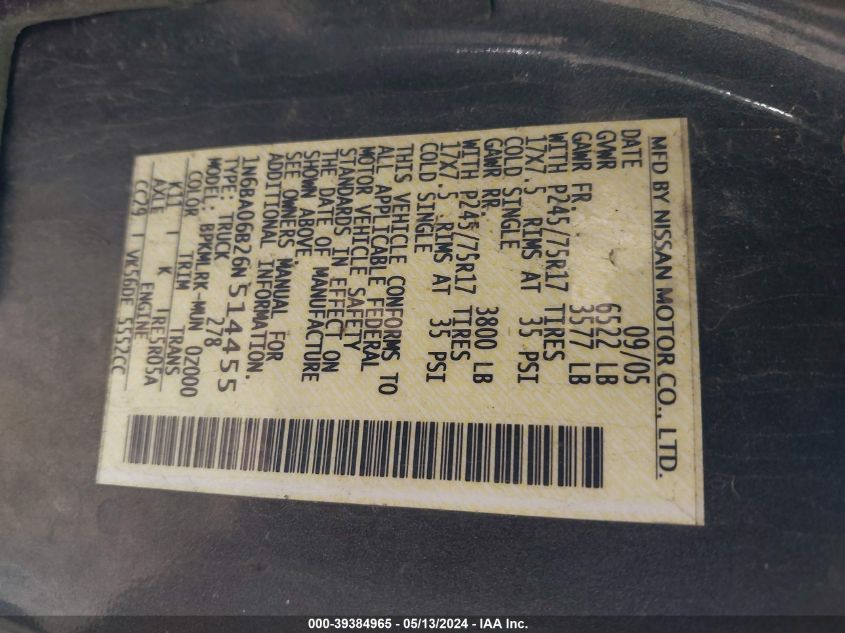 MFD BY NISSAN MOTOR CO., LTD.
DATE 09/05
GVWR 6522 LB
GAWR FR. 3577 LB
WITH P245/75R17 TIRES
17X7.5 RIMS AT 35 PSI
COLD SINGLE
GAWR RR. 3800 LB
WITH P245/75R17 TIRES
17X7.5 RIMS AT 35 PSI
COLD SINGLE
THIS VEHICLE CONFORMS TO
ALL APPLICABLE FEDERAL
MOTOR VEHICLE SAFETY
STANDARDS IN EFFECT ON
THE DATE OF MANUFACTURE
SHOWN ABOVE.
SEE OWNERS MANUAL FOR
ADDITIONAL INFORMATION.
1N6BA06B26N514455
TYPE: TRUCK 278
MODEL: BPKMLRK-MUN 02000
COLOR TRIM TRANS
K11 K RE5R05A
AXLE ENGINE
CC29 VK56DE 5552CC
000-39384965 - 05/13/2024 - IAA Inc.